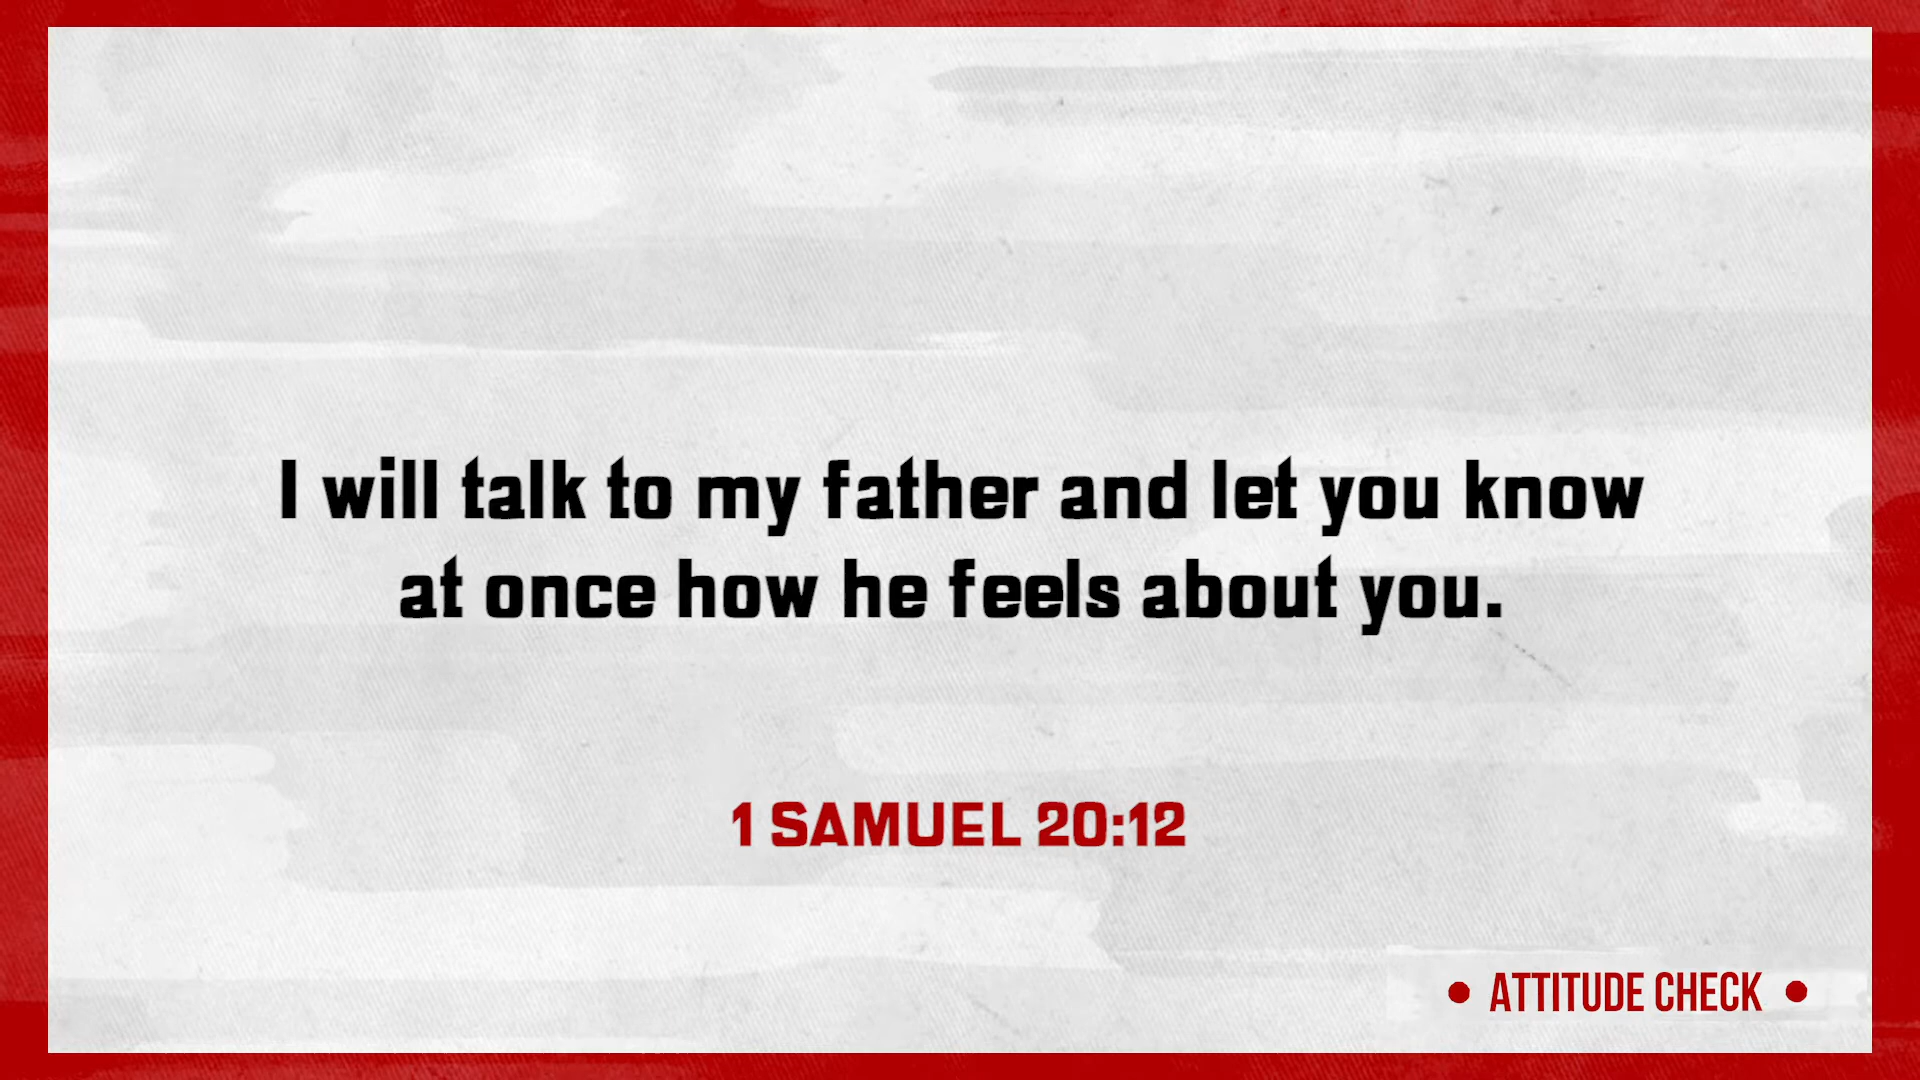 I will talk to my father and let you know
at once how he feels about you.
1 SAMUEL 20:12
• ATTITUDE CHECK •